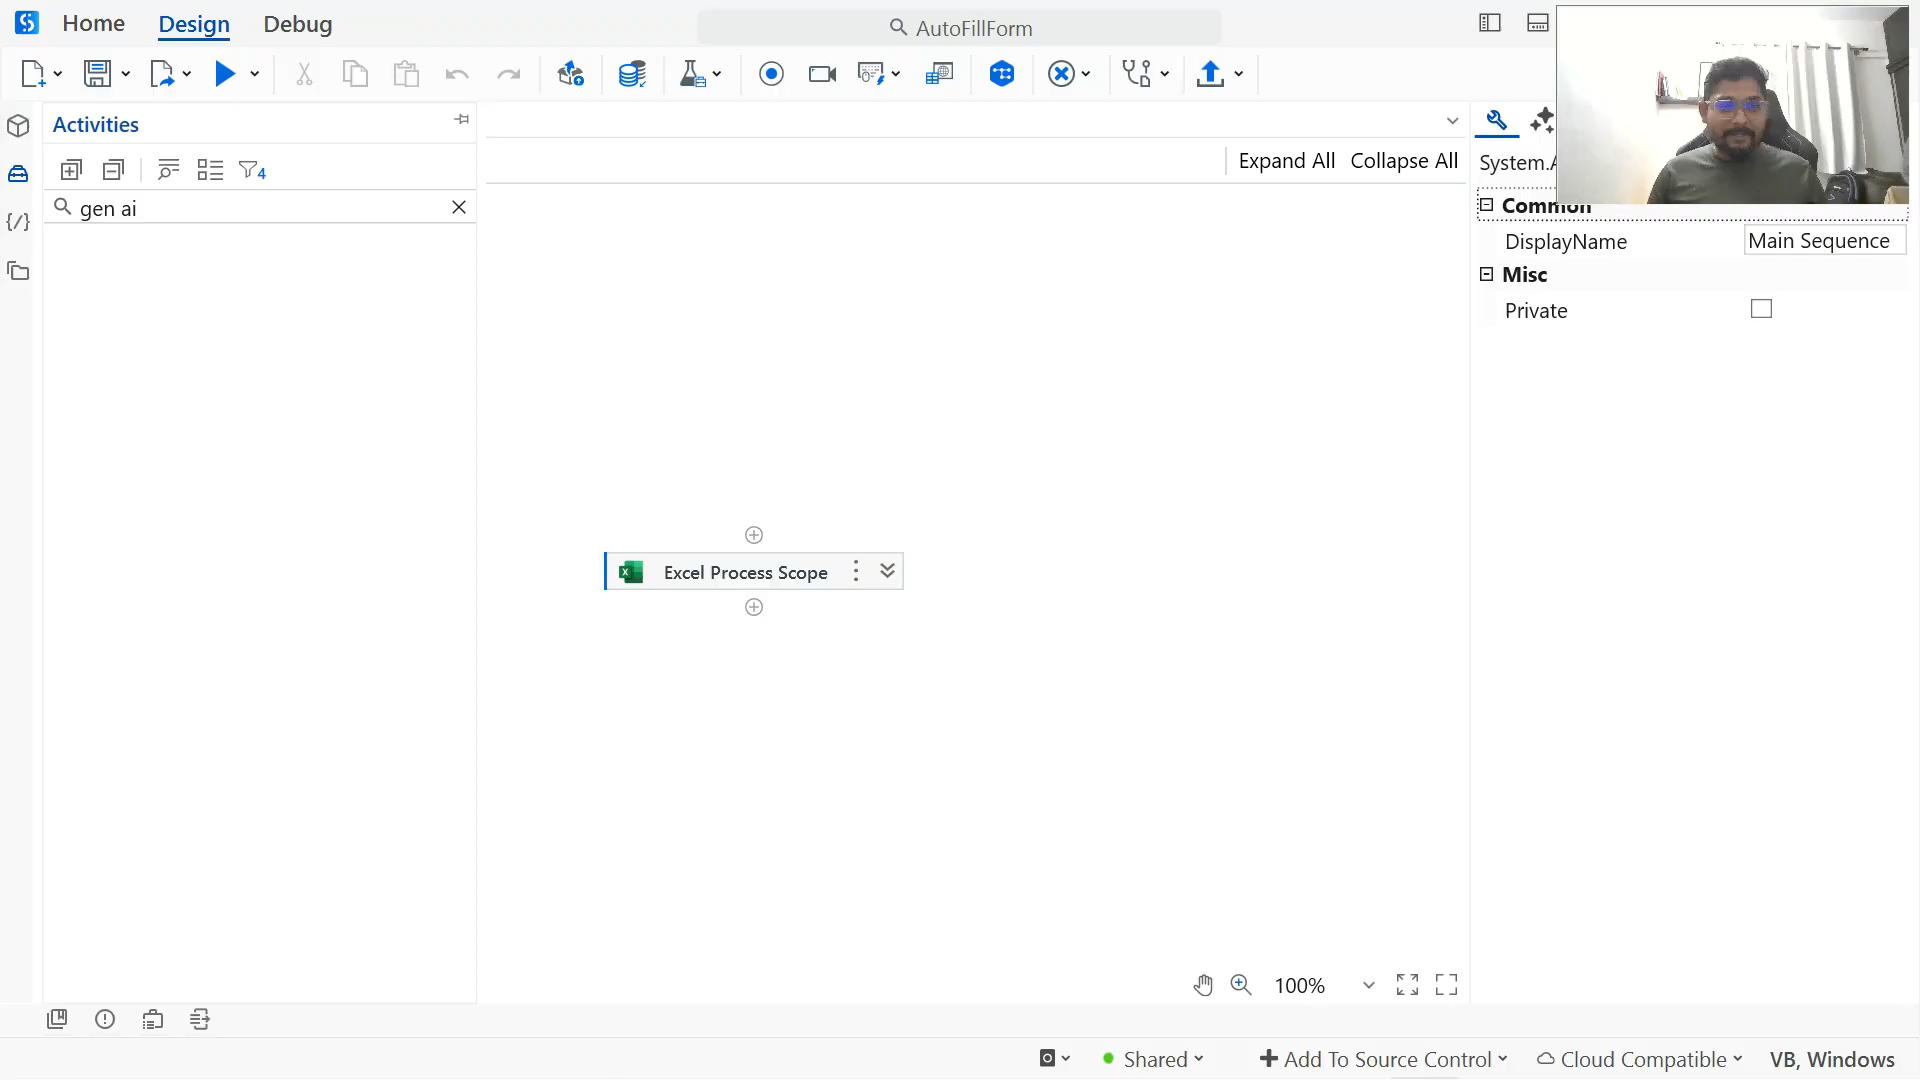 Home Design Debug
AutoFillForm
Activities
4
gen ai
Expand All Collapse All
Excel Process Scope
100%
System.A
Common
DisplayName Main Sequence
Misc
Private
Shared
Add To Source Control
Cloud Compatible
VB, Windows